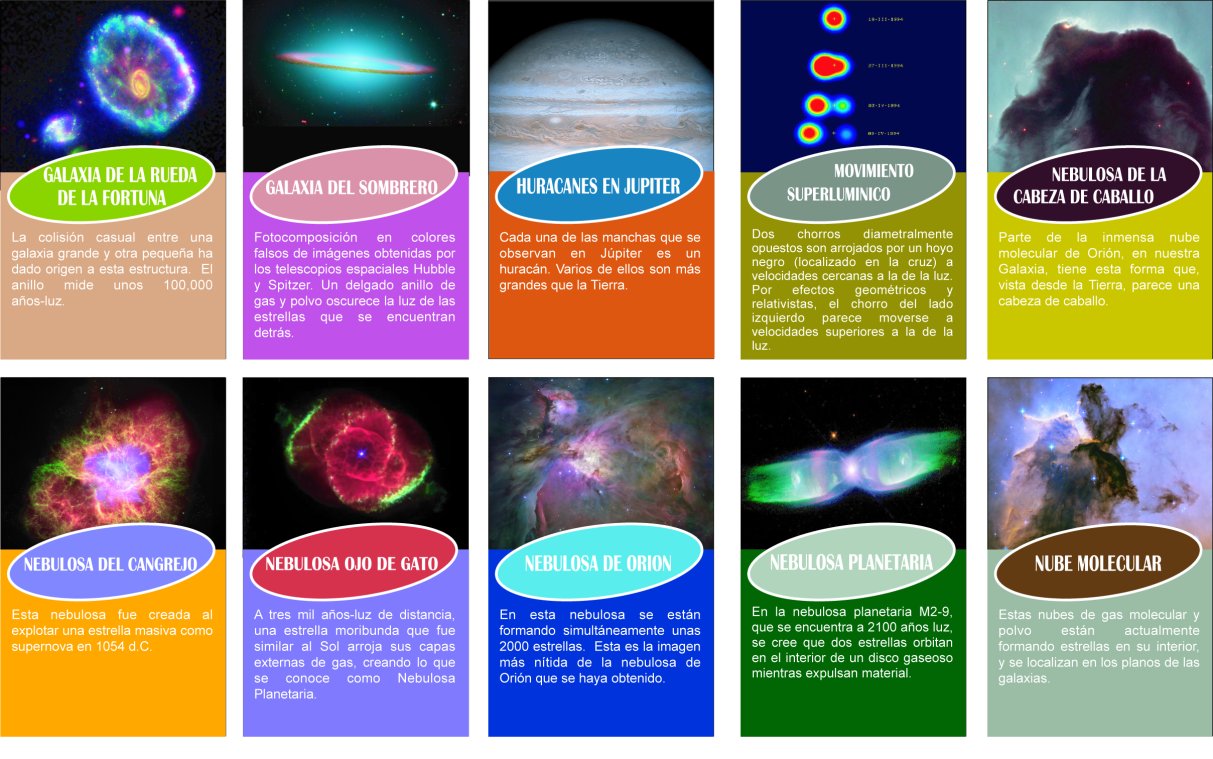 18-III-1994
27-III-1994
03-IV-1994
09-IV-1994
GALAXIA DE LA RUEDA
DE LA FORTUNA
La colisión casual entre una
galaxia grande y otra pequeña ha
dado origen a esta estructura. El
anillo mide unos 100,000
años-luz.
GALAXIA DEL SOMBRERO
Fotocomposición en colores
falsos de imágenes obtenidas por
los telescopios espaciales Hubble
y Spitzer. Un delgado anillo de
gas y polvo oscurece la luz de las
estrellas que se encuentran
detrás.
HURACANES EN JUPITER
Cada una de las manchas que se
observan en Júpiter es un
huracán. Varios de ellos son más
grandes que la Tierra.
MOVIMIENTO
SUPERLUMINICO
Dos chorros diametralmente
opuestos son arrojados por un hoyo
negro (localizado en la cruz) a
velocidades cercanas a la de la luz.
Por efectos geométricos y
relativistas, el chorro del lado
izquierdo parece moverse a
velocidades superiores a la de la
luz.
NEBULOSA DE LA
CABEZA DE CABALLO
Parte de la inmensa nube
molecular de Orión, en nuestra
Galaxia, tiene esta forma que,
vista desde la Tierra, parece una
cabeza de caballo.
NEBULOSA DEL CANGREJO
Esta nebulosa fue creada al
explotar una estrella masiva como
supernova en 1054 d.C.
NEBULOSA OJO DE GATO
A tres mil años-luz de distancia,
una estrella moribunda que fue
similar al Sol arroja sus capas
externas de gas, creando lo que
se conoce como Nebulosa
Planetaria.
NEBULOSA DE ORION
En esta nebulosa se están
formando simultáneamente unas
2000 estrellas. Esta es la imagen
más nítida de la nebulosa de
Orión que se haya obtenido.
NEBULOSA PLANETARIA
En la nebulosa planetaria M2-9,
que se encuentra a 2100 años luz,
se cree que dos estrellas orbitan
en el interior de un disco gaseoso
mientras expulsan material.
NUBE MOLECULAR
Estas nubes de gas molecular y
polvo están actualmente
formando estrellas en su interior,
y se localizan en los planos de las
galaxias.